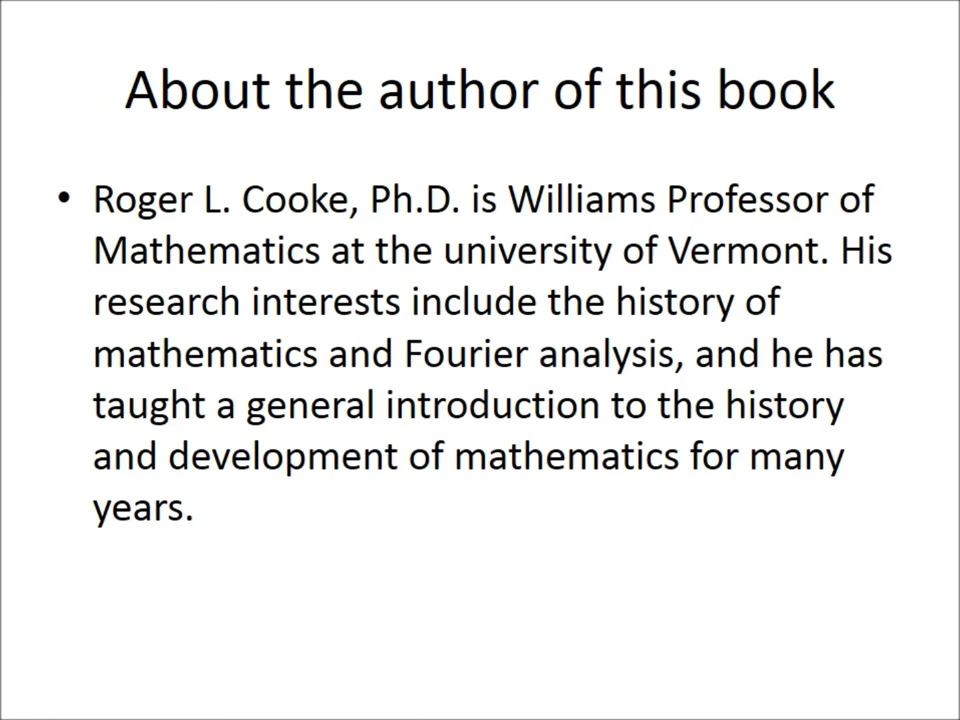 About the author of this book
• Roger L. Cooke, Ph.D. is Williams Professor of
Mathematics at the university of Vermont. His
research interests include the history of
mathematics and Fourier analysis, and he has
taught a general introduction to the history
and development of mathematics for many
years.